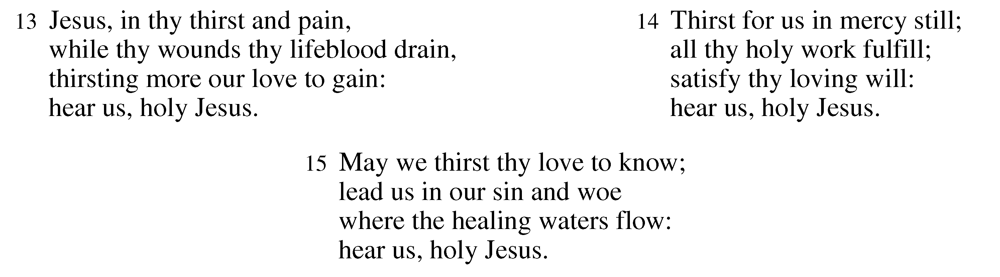 13 Jesus, in thy thirst and pain,
while thy wounds thy lifeblood drain,
thirsting more our love to gain:
hear us, holy Jesus.
14 Thirst for us in mercy still;
all thy holy work fulfill;
satisfy thy loving will:
hear us, holy Jesus.
15 May we thirst thy love to know;
lead us in our sin and woe
where the healing waters flow:
hear us, holy Jesus.